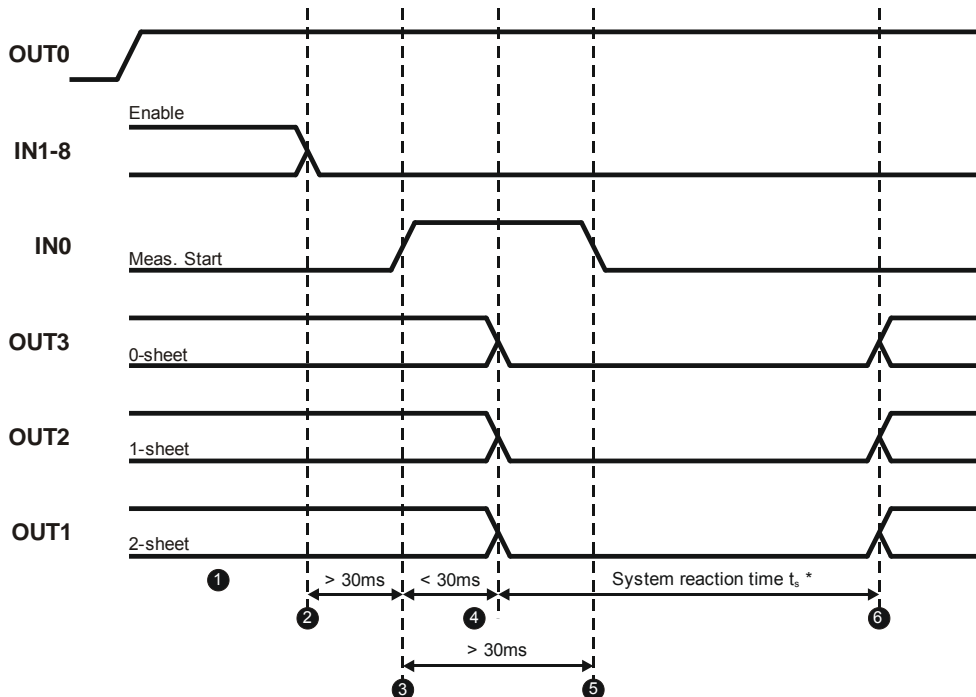 OUT0
Enable
IN1-8
IN0
Meas. Start
OUT3
0-sheet
OUT2
1-sheet
OUT1
2-sheet
1
> 30ms
< 30ms
System reaction time tₛ *
2
4
6
> 30ms
3
5